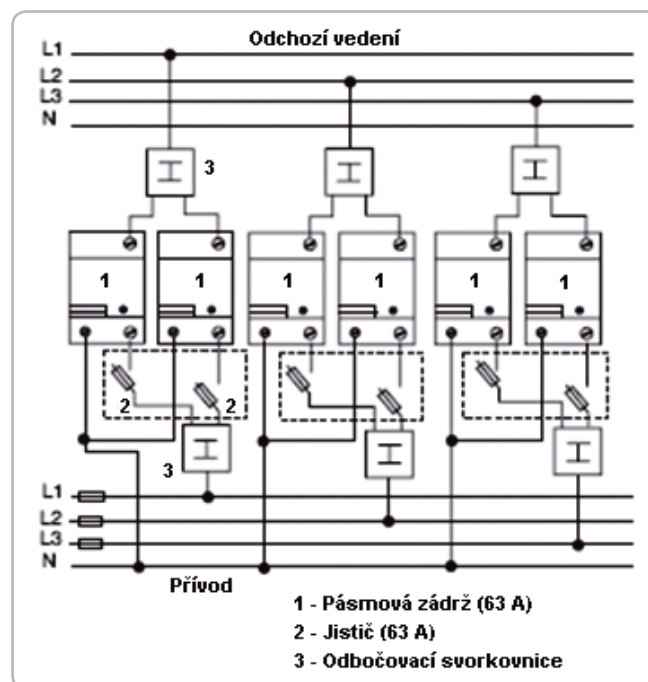 Odchozí vedení
L1
L2
L3
N
3
1 1 1 1 1 1
2 2
3
L1
L2
L3
N
Přívod
1 - Pásmová zádrž (63 A)
2 - Jistič (63 A)
3 - Odbočovací svorkovnice